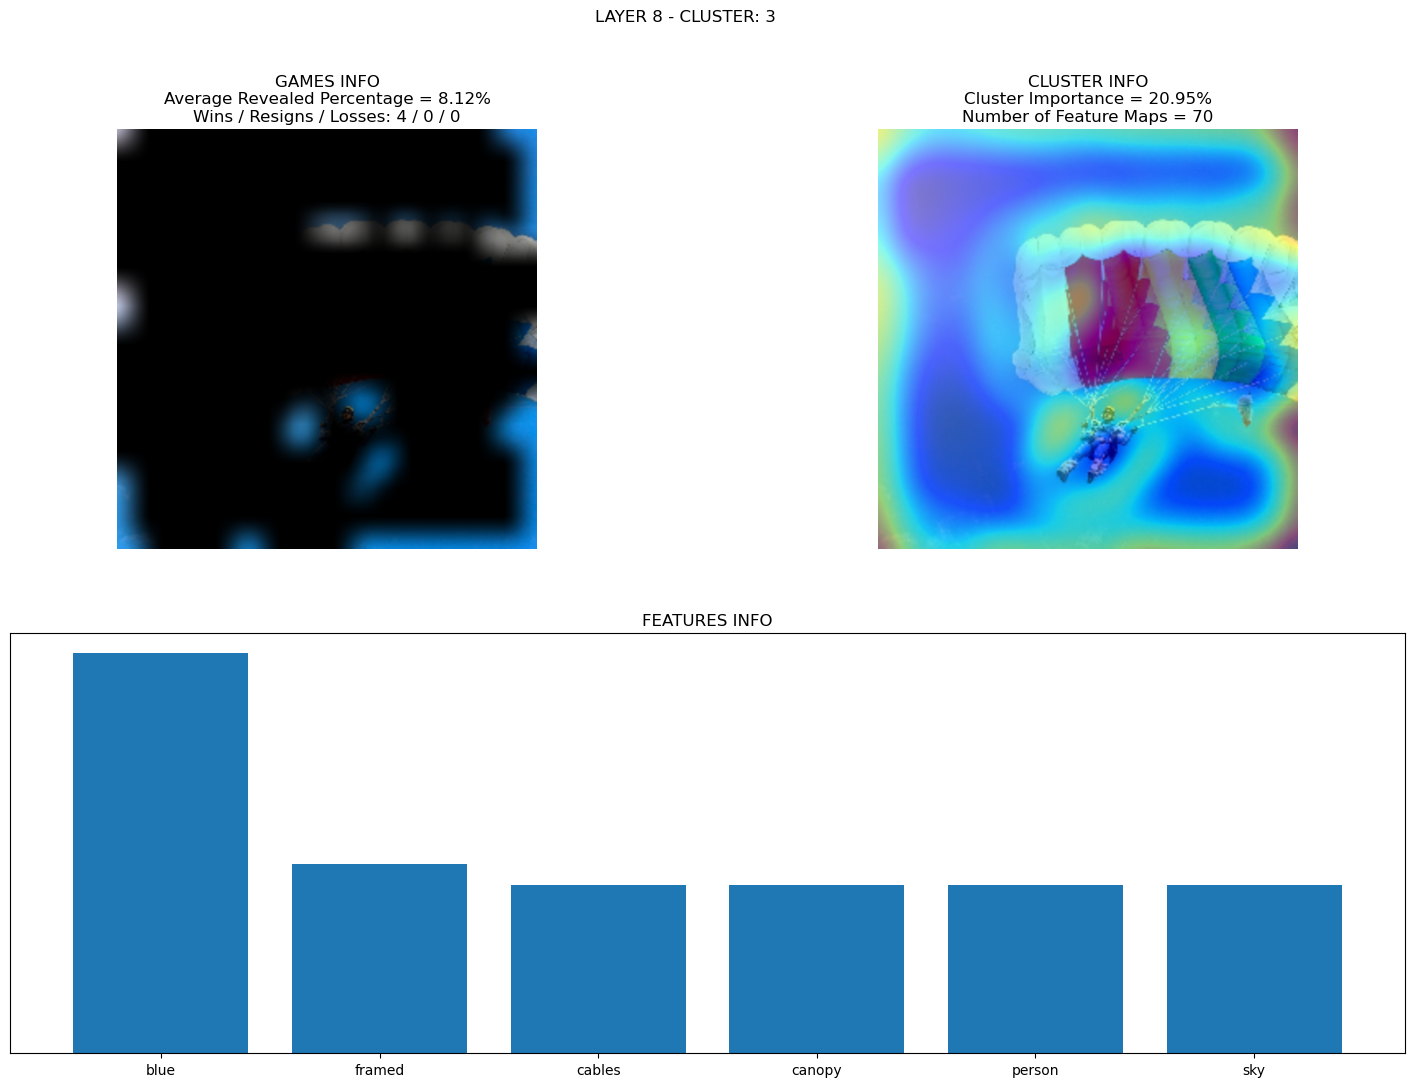 LAYER 8 - CLUSTER: 3
GAMES INFO
Average Revealed Percentage = 8.12%
Wins / Resigns / Losses: 4 / 0 / 0
CLUSTER INFO
Cluster Importance = 20.95%
Number of Feature Maps = 70
FEATURES INFO
blue
framed
cables
canopy
person
sky